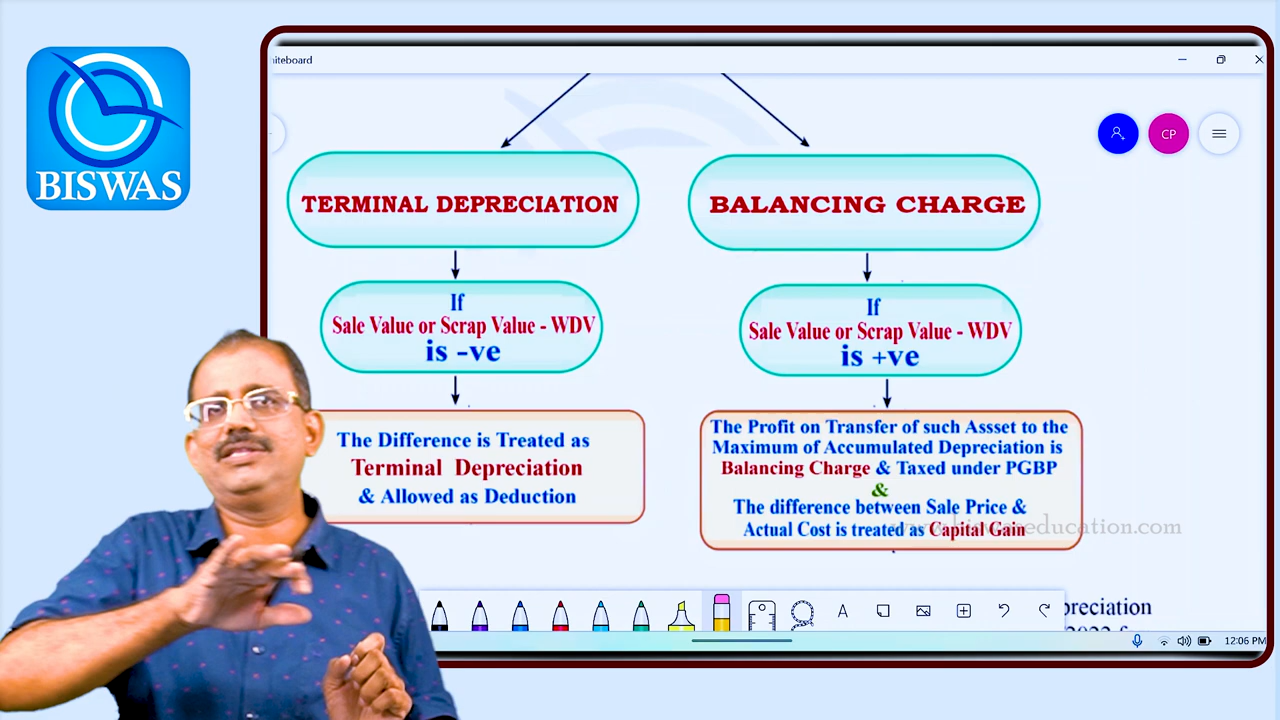 BISWAS
iteboard
CP
TERMINAL DEPRECIATION
If
Sale Value or Scrap Value - WDV
is -ve
The Difference is Treated as
Terminal Depreciation
& Allowed as Deduction
BALANCING CHARGE
If
Sale Value or Scrap Value - WDV
is +ve
The Profit on Transfer of such Assset to the
Maximum of Accumulated Depreciation is
Balancing Charge & Taxed under PGBP
&
The difference between Sale Price &
Actual Cost is treated as Capital Gain
A
12:06 PM